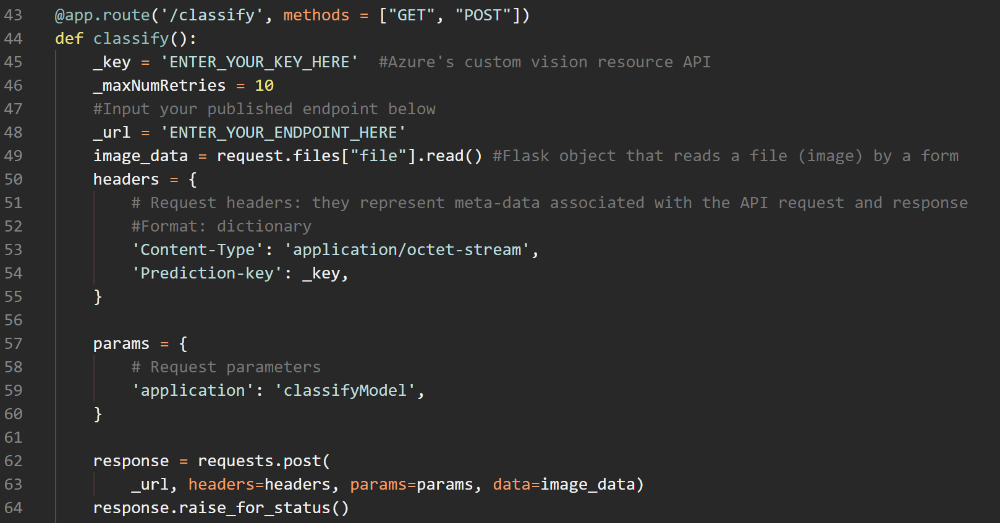 43 @app.route('/classify', methods = ["GET", "POST"])
44 def classify():
45     _key = 'ENTER_YOUR_KEY_HERE'  #Azure's custom vision resource API
46     _maxNumRetries = 10
47     #Input your published endpoint below
48     _url = 'ENTER_YOUR_ENDPOINT_HERE'
49     image_data = request.files["file"].read() #Flask object that reads a file (image) by a form
50     headers = {
51         # Request headers: they represent meta-data associated with the API request and response
52         #Format: dictionary
53         'Content-Type': 'application/octet-stream',
54         'Prediction-key': _key,
55     }
56
57     params = {
58         # Request parameters
59         'application': 'classifyModel',
60     }
61
62     response = requests.post(
63         _url, headers=headers, params=params, data=image_data)
64     response.raise_for_status()